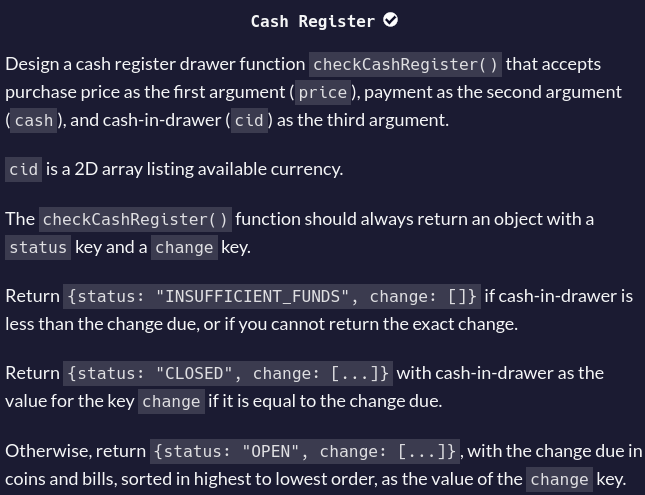 Cash Register
Design a cash register drawer function checkCashRegister() that accepts
purchase price as the first argument (price), payment as the second argument
(cash), and cash-in-drawer (cid) as the third argument.
cid is a 2D array listing available currency.
The checkCashRegister() function should always return an object with a
status key and a change key.
Return {status: "INSUFFICIENT_FUNDS", change: []} if cash-in-drawer is
less than the change due, or if you cannot return the exact change.
Return {status: "CLOSED", change: [...]} with cash-in-drawer as the
value for the key change if it is equal to the change due.
Otherwise, return {status: "OPEN", change: [...]}, with the change due in
coins and bills, sorted in highest to lowest order, as the value of the change key.